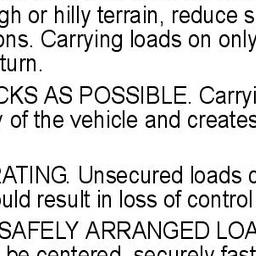 gh or hilly terrain, reduce s
ons. Carrying loads on only
turn.
CKS AS POSSIBLE. Carryi
y of the vehicle and creates
RATING. Unsecured loads o
ould result in loss of control
SAFELY ARRANGED LOA
be centered, securely fast